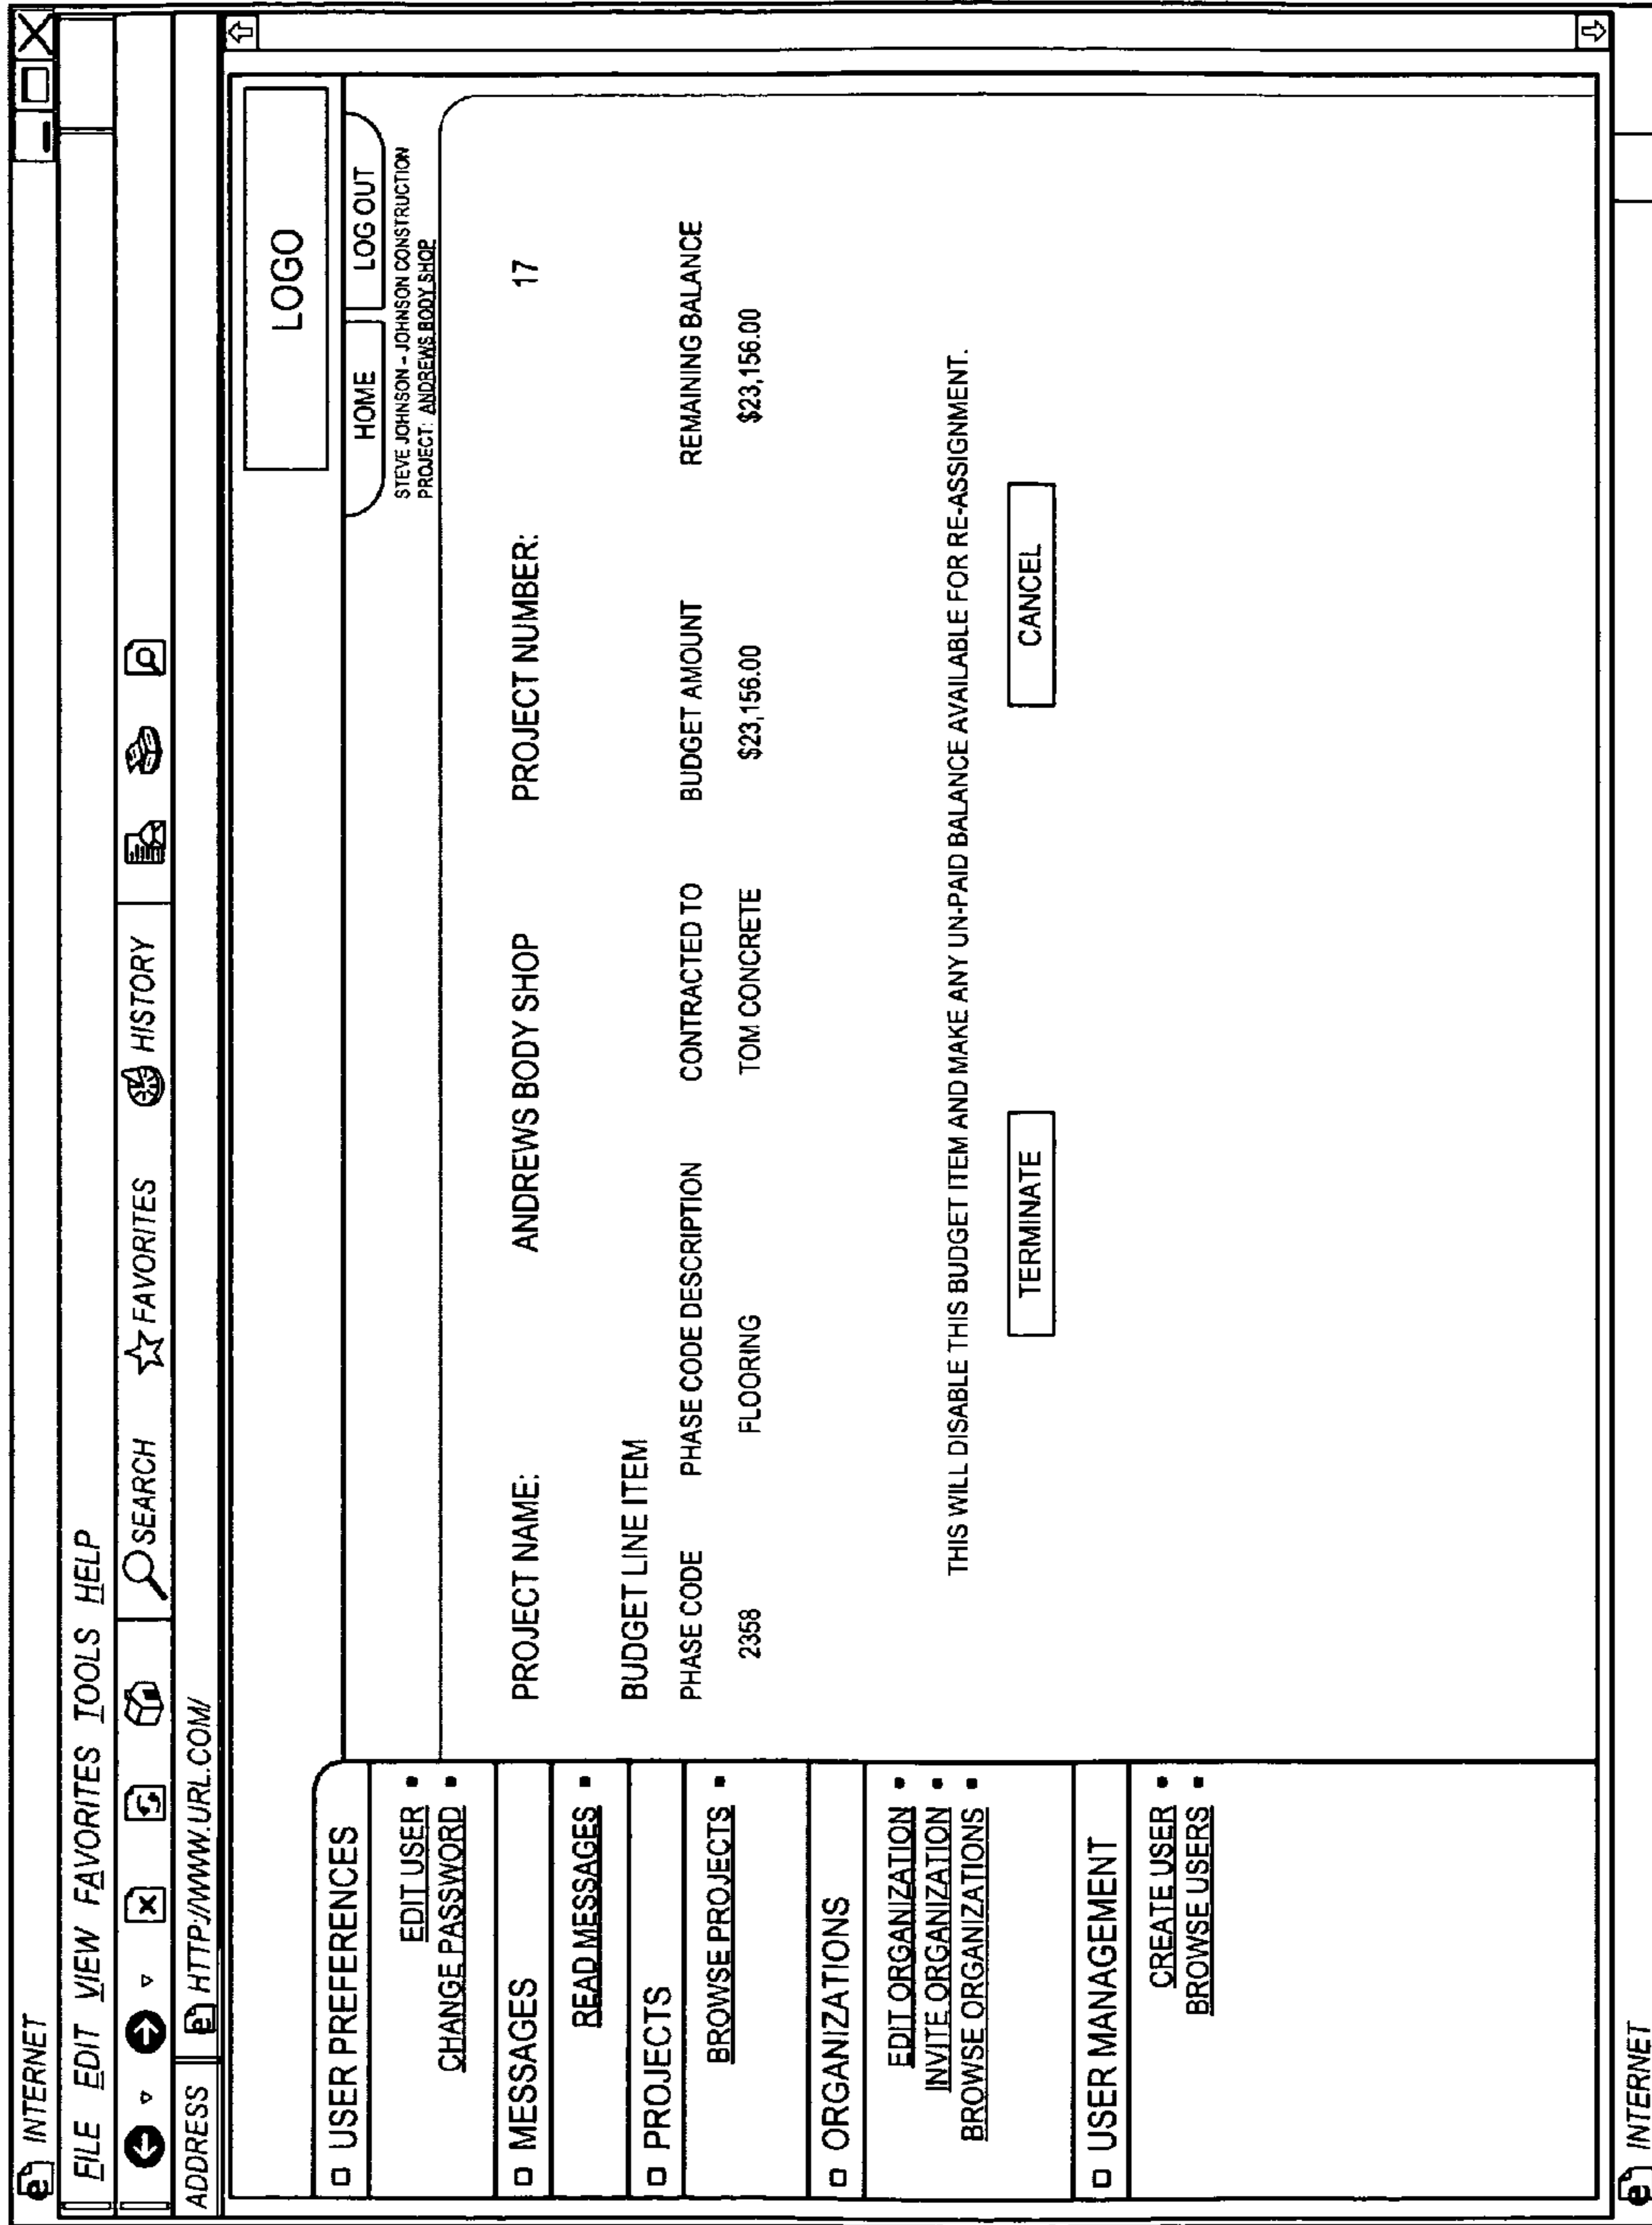 INTERNET
FILE EDIT VIEW FAVORITES TOOLS HELP
SEARCH FAVORITES HISTORY
ADDRESS HTTP://WWW.URL.COM/
LOGO
HOME LOG OUT
STEVE JOHNSON - JOHNSON CONSTRUCTION
PROJECT: ANDREWS BODY SHOP
USER PREFERENCES
EDIT USER
CHANGE PASSWORD
MESSAGES
READ MESSAGES
PROJECTS
BROWSE PROJECTS
ORGANIZATIONS
EDIT ORGANIZATION
INVITE ORGANIZATION
BROWSE ORGANIZATIONS
USER MANAGEMENT
CREATE USER
BROWSE USERS
PROJECT NAME: ANDREWS BODY SHOP PROJECT NUMBER: 17
BUDGET LINE ITEM
PHASE CODE PHASE CODE DESCRIPTION CONTRACTED TO BUDGET AMOUNT REMAINING BALANCE
2358 FLOORING TOM CONCRETE $23,156.00 $23,156.00
THIS WILL DISABLE THIS BUDGET ITEM AND MAKE ANY UN-PAID BALANCE AVAILABLE FOR RE-ASSIGNMENT.
TERMINATE CANCEL
INTERNET